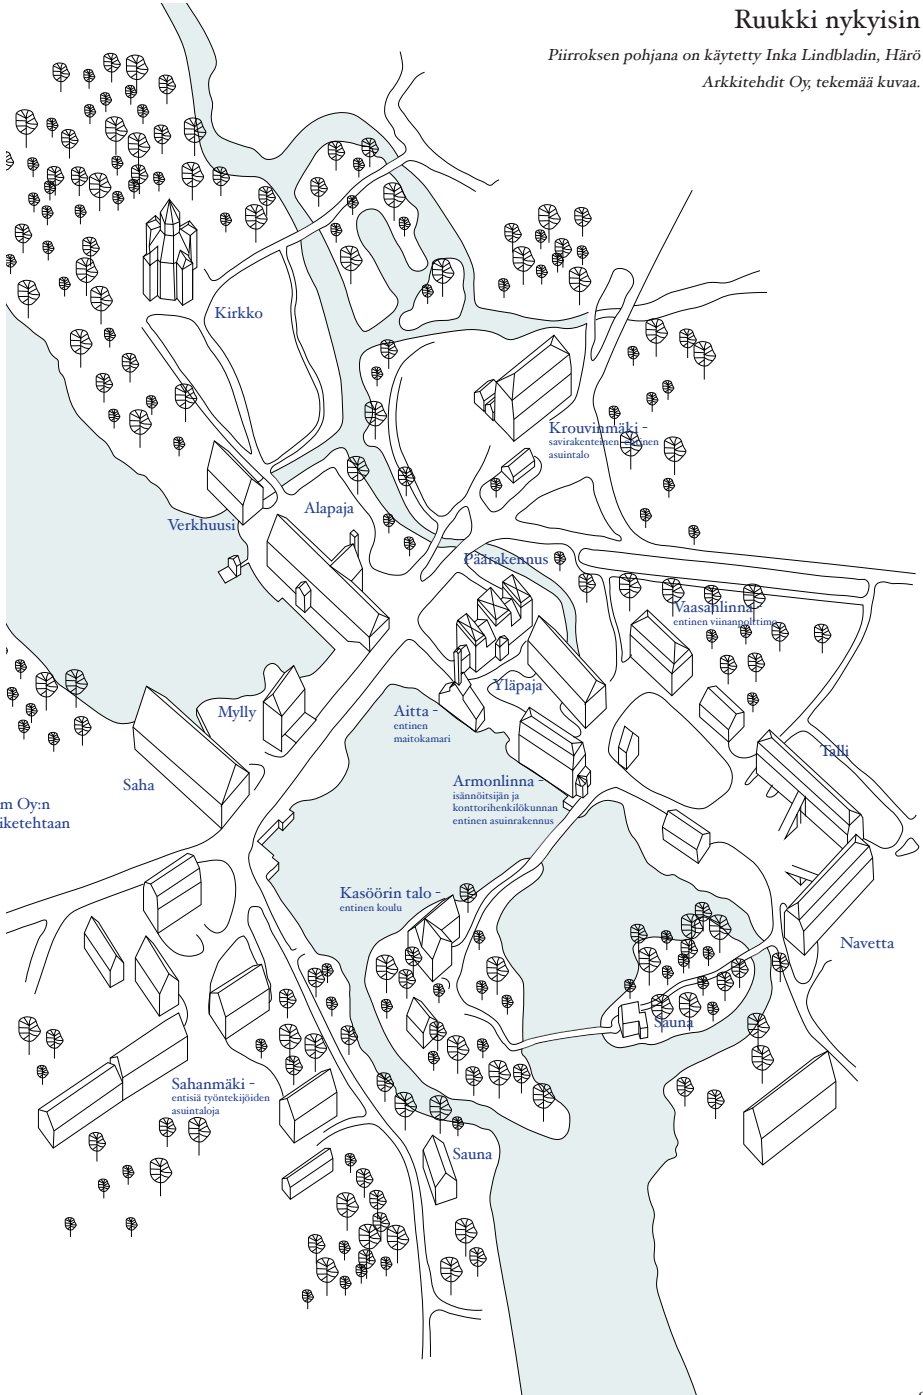 Ruukki nykyisin
Piirroksen pohjana on käytetty Inka Lindbladin, Härö
Arkkitehdit Oy, tekemää kuvaa.
Kirkko
Krouvinmäki -
savirakenteinen entinen
asuintalo
Verkhuusi
Alapaja
Päärakennus
Vaasanlinna -
entinen viinanpolttimo
Yläpaja
Mylly
Aitta -
entinen
maitokamari
Talli
Saha
Armonlinna -
isännöitsijän ja
konttorihenkilökunnan
entinen asuinrakennus
m Oy:n
iketehtaan
Kasöörin talo -
entinen koulu
Navetta
Sauna
Sahanmäki -
entisiä työntekijöiden
asuintaloja
Sauna